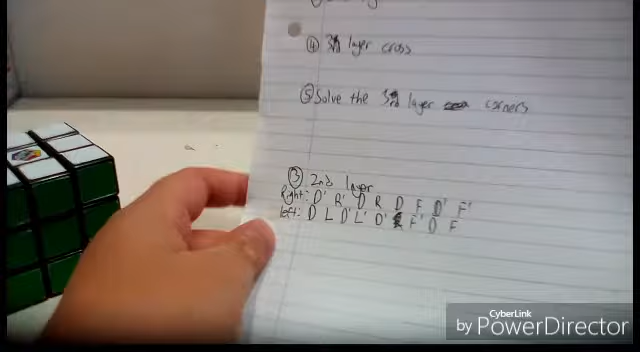 ④ 3rd layer cross
⑤ Solve the 3rd layer corners
③ 2nd layer
Right: D' R' D R D F D' F'
Left: D L D' L' D' F' D F
CyberLink
by PowerDirector